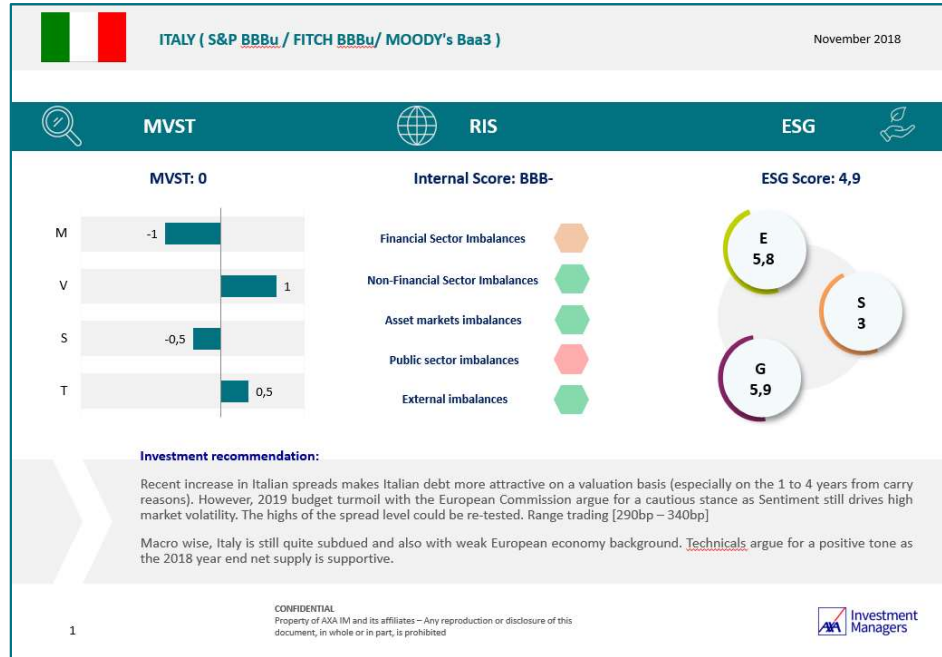 ITALY ( S&P BBBu / FITCH BBBu/ MOODY's Baa3 )
November 2018
MVST
RIS
ESG
MVST: 0
Internal Score: BBB-
ESG Score: 4,9
M
-1
V
1
S
-0,5
T
0,5
Financial Sector Imbalances
Non-Financial Sector Imbalances
Asset markets imbalances
Public sector imbalances
External imbalances
E
5,8
S
3
G
5,9
Investment recommendation:
Recent increase in Italian spreads makes Italian debt more attractive on a valuation basis (especially on the 1 to 4 years from carry
reasons). However, 2019 budget turmoil with the European Commission argue for a cautious stance as Sentiment still drives high
market volatility. The highs of the spread level could be re-tested. Range trading [290bp – 340bp]
Macro wise, Italy is still quite subdued and also with weak European economy background. Technicals argue for a positive tone as
the 2018 year end net supply is supportive.
1
CONFIDENTIAL
Property of AXA IM and its affiliates – Any reproduction or disclosure of this
document, in whole or in part, is prohibited
AXA Investment
Managers